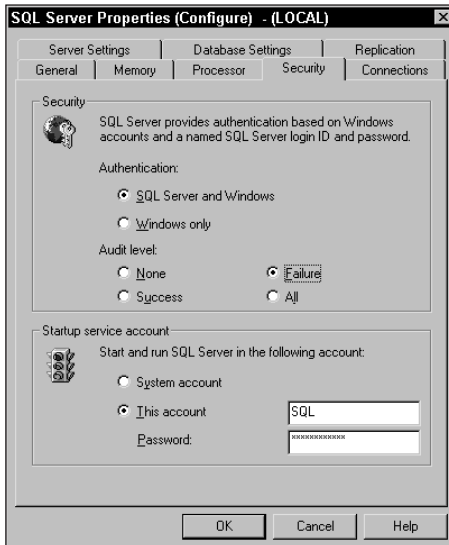 SQL Server Properties (Configure) - (LOCAL)
Server Settings Database Settings Replication
General Memory Processor Security Connections
Security
SQL Server provides authentication based on Windows
accounts and a named SQL Server login ID and password.
Authentication:
SQL Server and Windows
Windows only
Audit level:
None Failure
Success All
Startup service account
Start and run SQL Server in the following account:
System account
This account SQL
Password: ************
OK Cancel Help